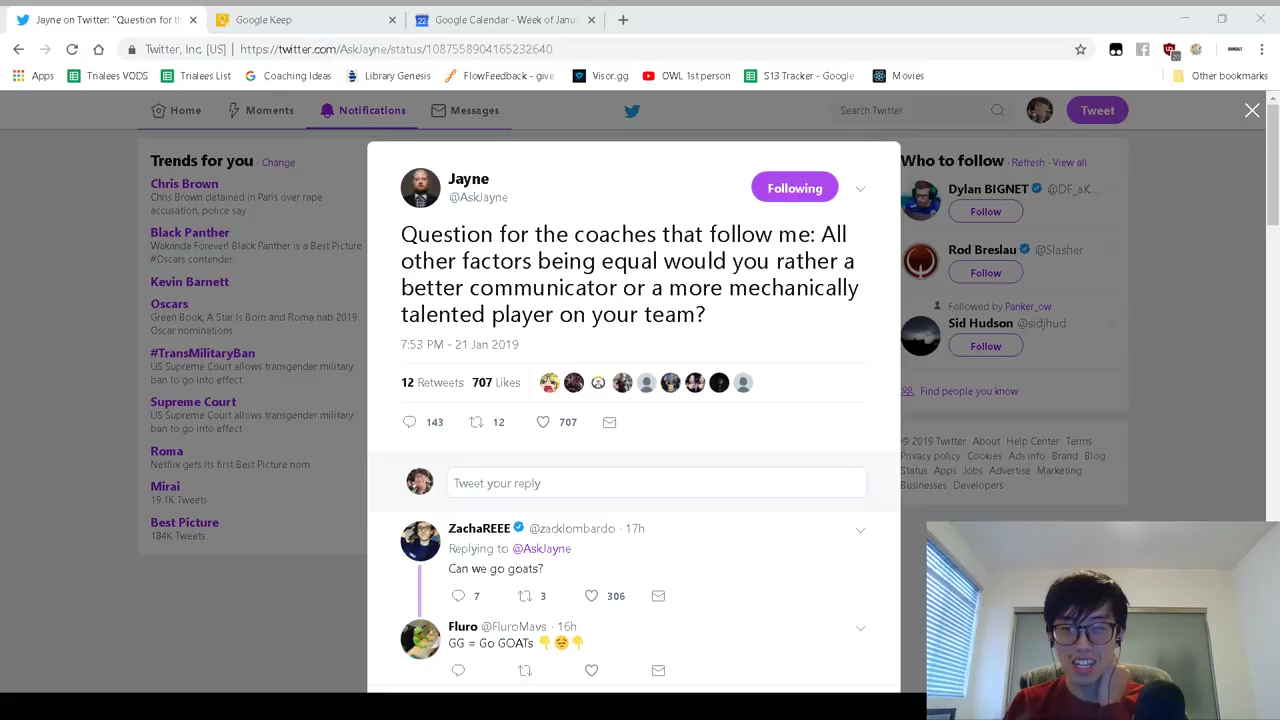 Jayne on Twitter: "Question for th
Google Keep
Google Calendar - Week of Janu
Twitter, Inc. [US] | https://twitter.com/AskJayne/status/1087558904165232640
Apps
Trialees VODS
Trialees List
Coaching Ideas
Library Genesis
FlowFeedback - give
Visor.gg
OWL 1st person
S13 Tracker - Google
Movies
Other bookmarks
Home
Moments
Notifications
Messages
Search Twitter
Tweet
Trends for you · Change
Chris Brown
Chris Brown detained in Paris over rape
accusation, police say
Black Panther
Wakanda Forever! Black Panther is a Best Picture
#Oscars contender
Kevin Barnett
Oscars
Green Book, A Star Is Born and Roma nab 2019
Oscar nominations
#TransMilitaryBan
US Supreme Court allows transgender military
ban to go into effect
Supreme Court
US Supreme Court allows transgender military
ban to go into effect
Roma
Netflix gets its first Best Picture nom
Mirai
19.1K Tweets
Best Picture
184K Tweets
Jayne
@AskJayne
Following
Question for the coaches that follow me: All
other factors being equal would you rather a
better communicator or a more mechanically
talented player on your team?
7:53 PM - 21 Jan 2019
12 Retweets 707 Likes
143
12
707
Tweet your reply
ZachaREEE @zacklombardo · 17h
Replying to @AskJayne
Can we go goats?
7
3
306
Fluro @FluroMavs · 16h
GG = Go GOATs
Who to follow · Refresh · View all
Dylan BIGNET @DF_aK...
Follow
Rod Breslau @Slasher
Follow
Followed by Panker_ow
Sid Hudson @sidjhud
Follow
Find people you know
© 2019 Twitter About Help Center Terms
Privacy policy Cookies Ads info Brand Blog
Status Apps Jobs Advertise Marketing
Businesses Developers